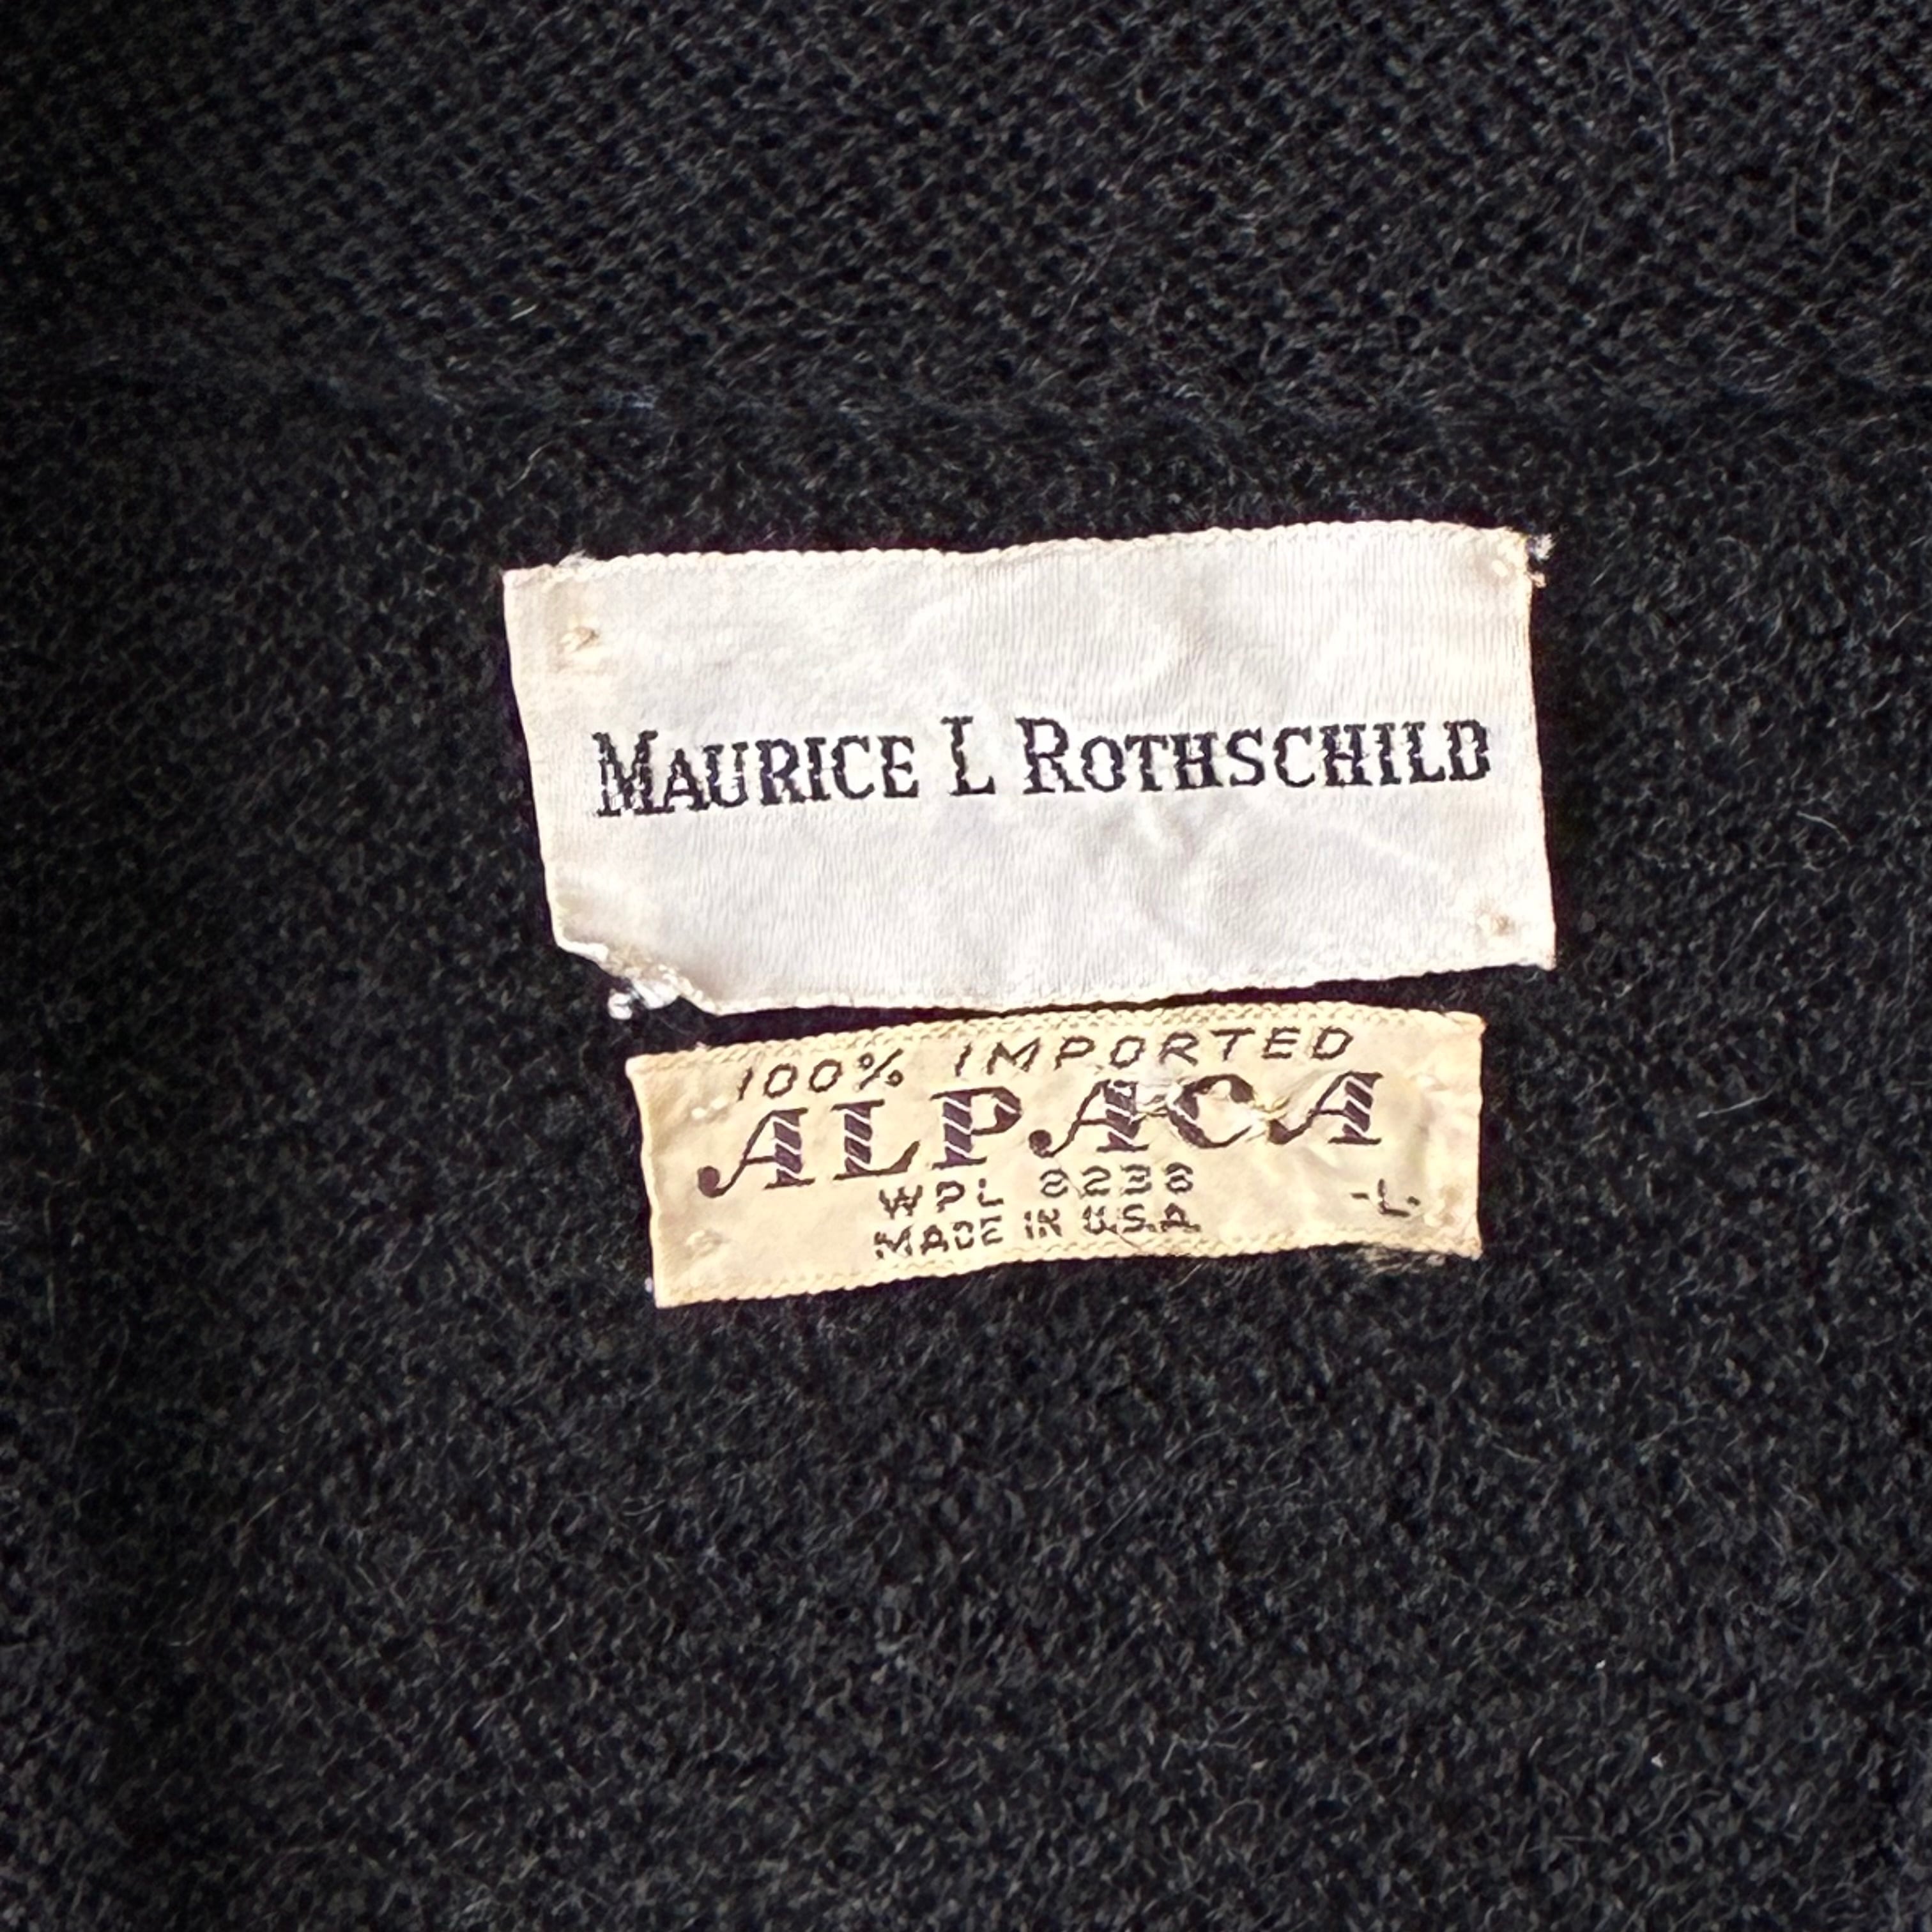 MAURICE L ROTHSCHILD
100% IMPORTED
ALPACA
WPL 8238 -L-
MADE IN U.S.A.